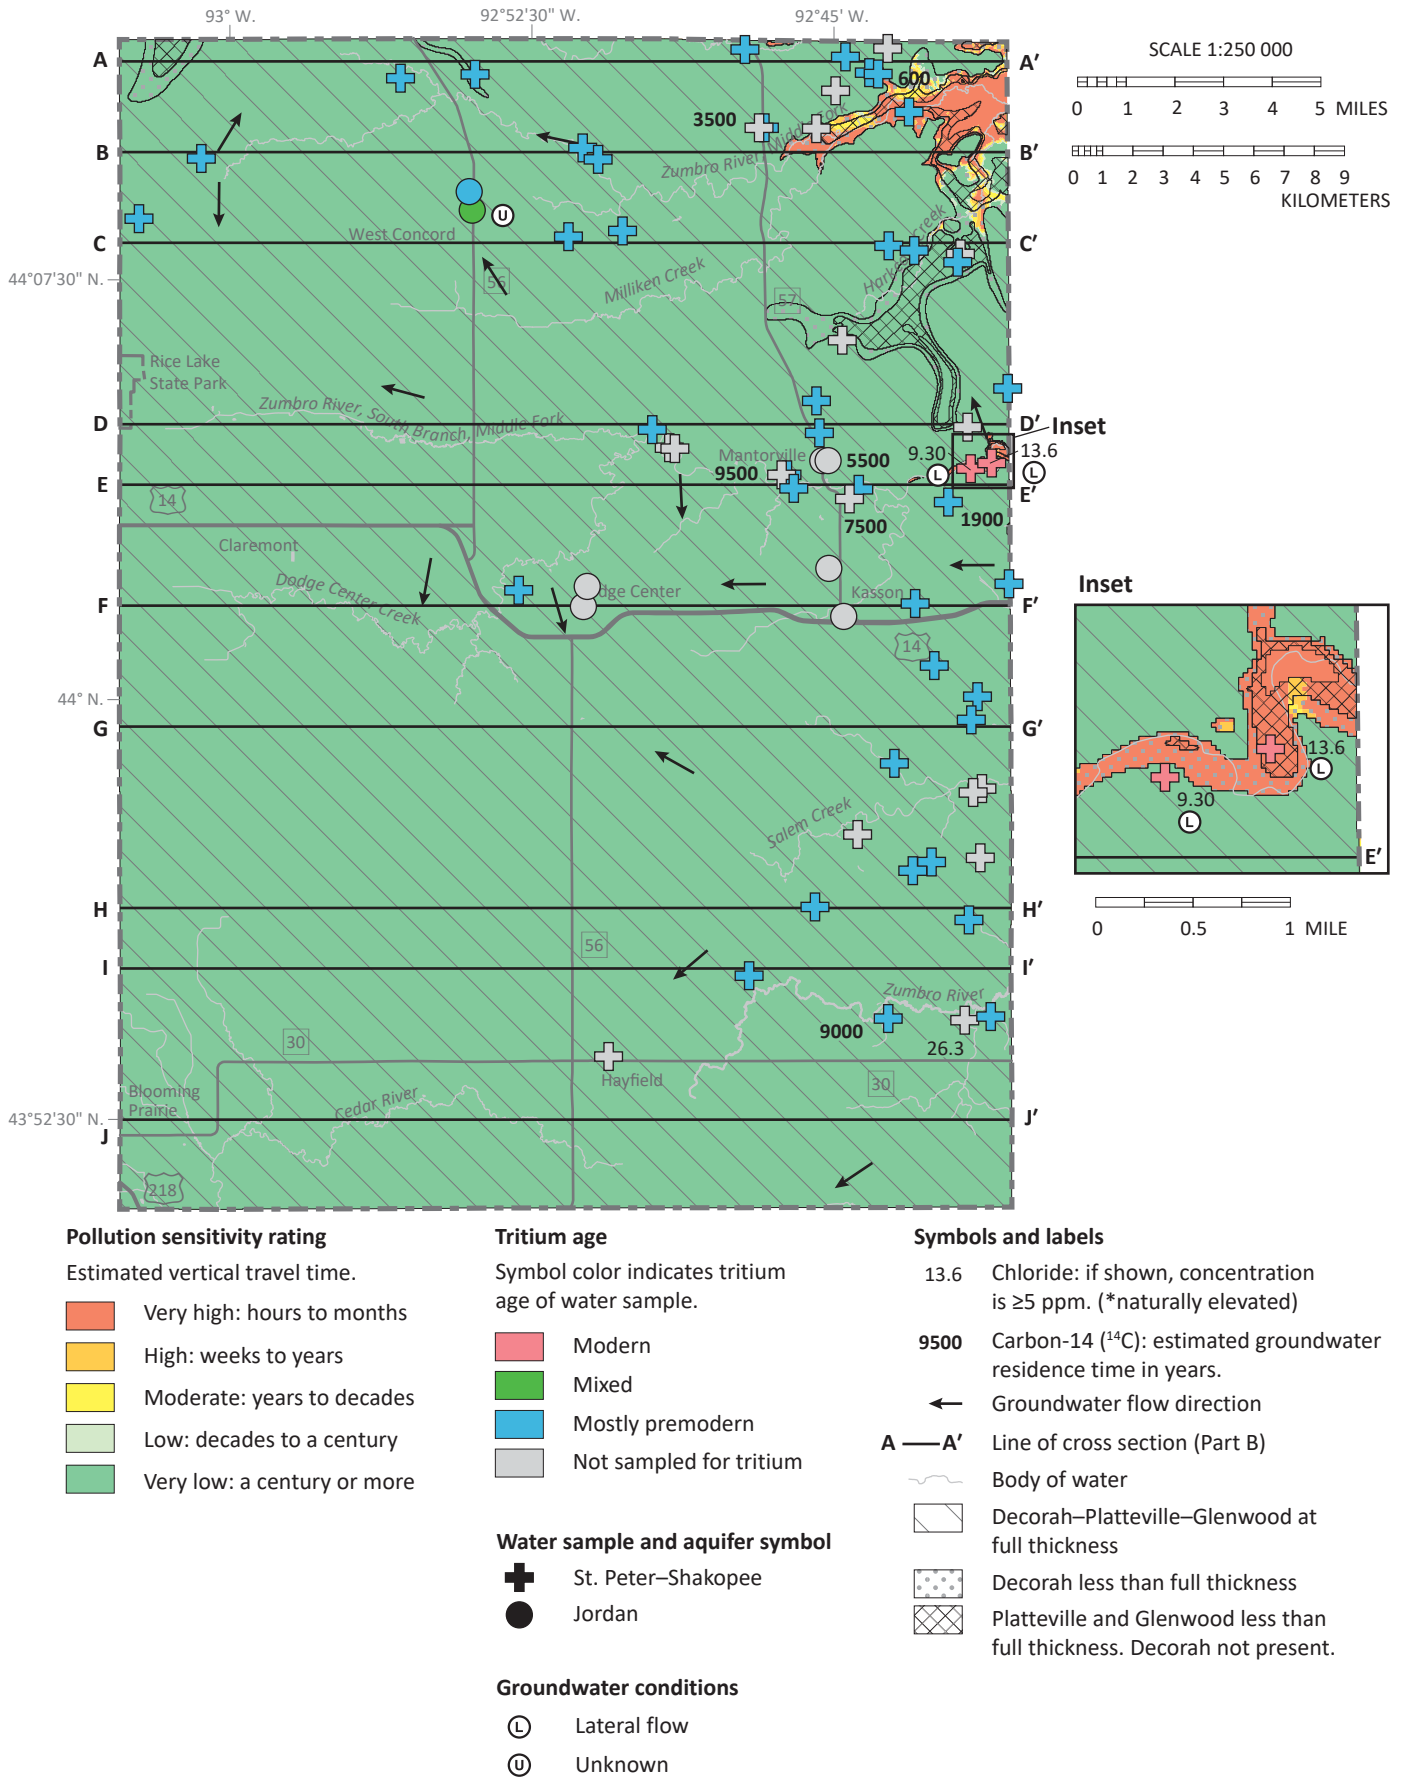 93° W.
92°52'30" W.
92°45' W.
A
A′
SCALE 1:250 000
0 1 2 3 4 5 MILES
600
3500
Zumbro River, Middle Fork
B
B′
0 1 2 3 4 5 6 7 8 9
KILOMETERS
U
West Concord
C
C′
Harkcom Creek
44°07'30" N.
56
Milliken Creek
57
Rice Lake
State Park
Zumbro River, South Branch, Middle Fork
D
D′
Inset
Mantorville
9.30
13.6
9500
5500
L
L
E
E′
14
7500
1900
Claremont
Dodge Center Creek
dge Center
Kasson
Inset
F
F′
14
44° N.
G
G′
13.6
L
9.30
L
E′
Salem Creek
H
H′
0 0.5 1 MILE
56
I
I′
Zumbro River
9000
26.3
30
Hayfield
30
Blooming
Prairie
Cedar River
43°52'30" N.
J
J′
218
Pollution sensitivity rating
Estimated vertical travel time.
Very high: hours to months
High: weeks to years
Moderate: years to decades
Low: decades to a century
Very low: a century or more
Tritium age
Symbol color indicates tritium
age of water sample.
Modern
Mixed
Mostly premodern
Not sampled for tritium
Water sample and aquifer symbol
St. Peter–Shakopee
Jordan
Groundwater conditions
L Lateral flow
U Unknown
Symbols and labels
13.6 Chloride: if shown, concentration
is ≥5 ppm. (*naturally elevated)
9500 Carbon-14 (¹⁴C): estimated groundwater
residence time in years.
Groundwater flow direction
A A′ Line of cross section (Part B)
Body of water
Decorah–Platteville–Glenwood at
full thickness
Decorah less than full thickness
Platteville and Glenwood less than
full thickness. Decorah not present.